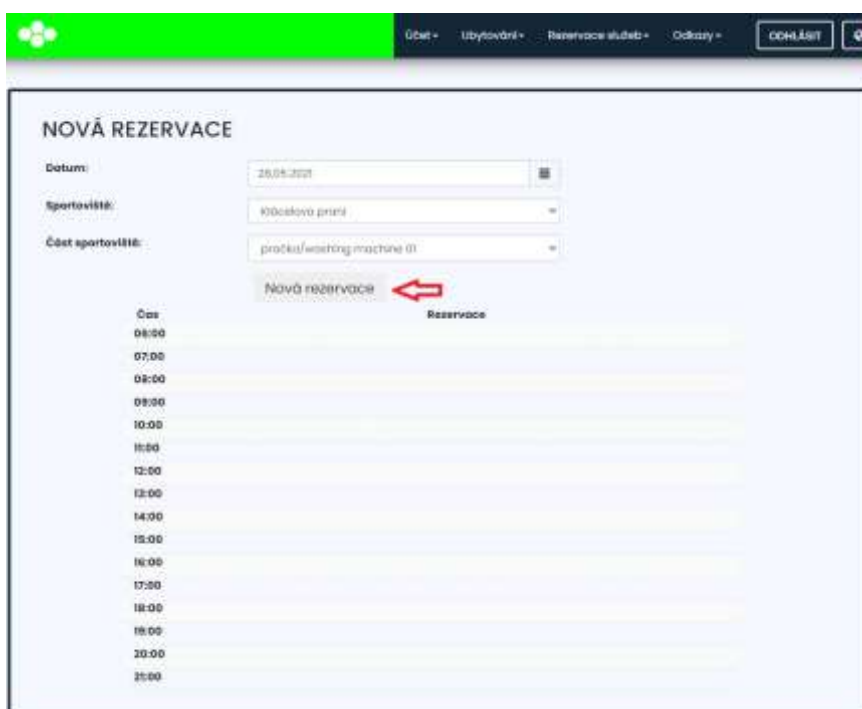 Účet Ubytování Rezervace služeb Odkazy ODHLÁSIT
NOVÁ REZERVACE
Datum: 28.05.2021
Sportoviště: Klácelova praní
Část sportoviště: pračka/washing machine 01
Nová rezervace
Čas Rezervace
06:00
07:00
08:00
09:00
10:00
11:00
12:00
13:00
14:00
15:00
16:00
17:00
18:00
19:00
20:00
21:00